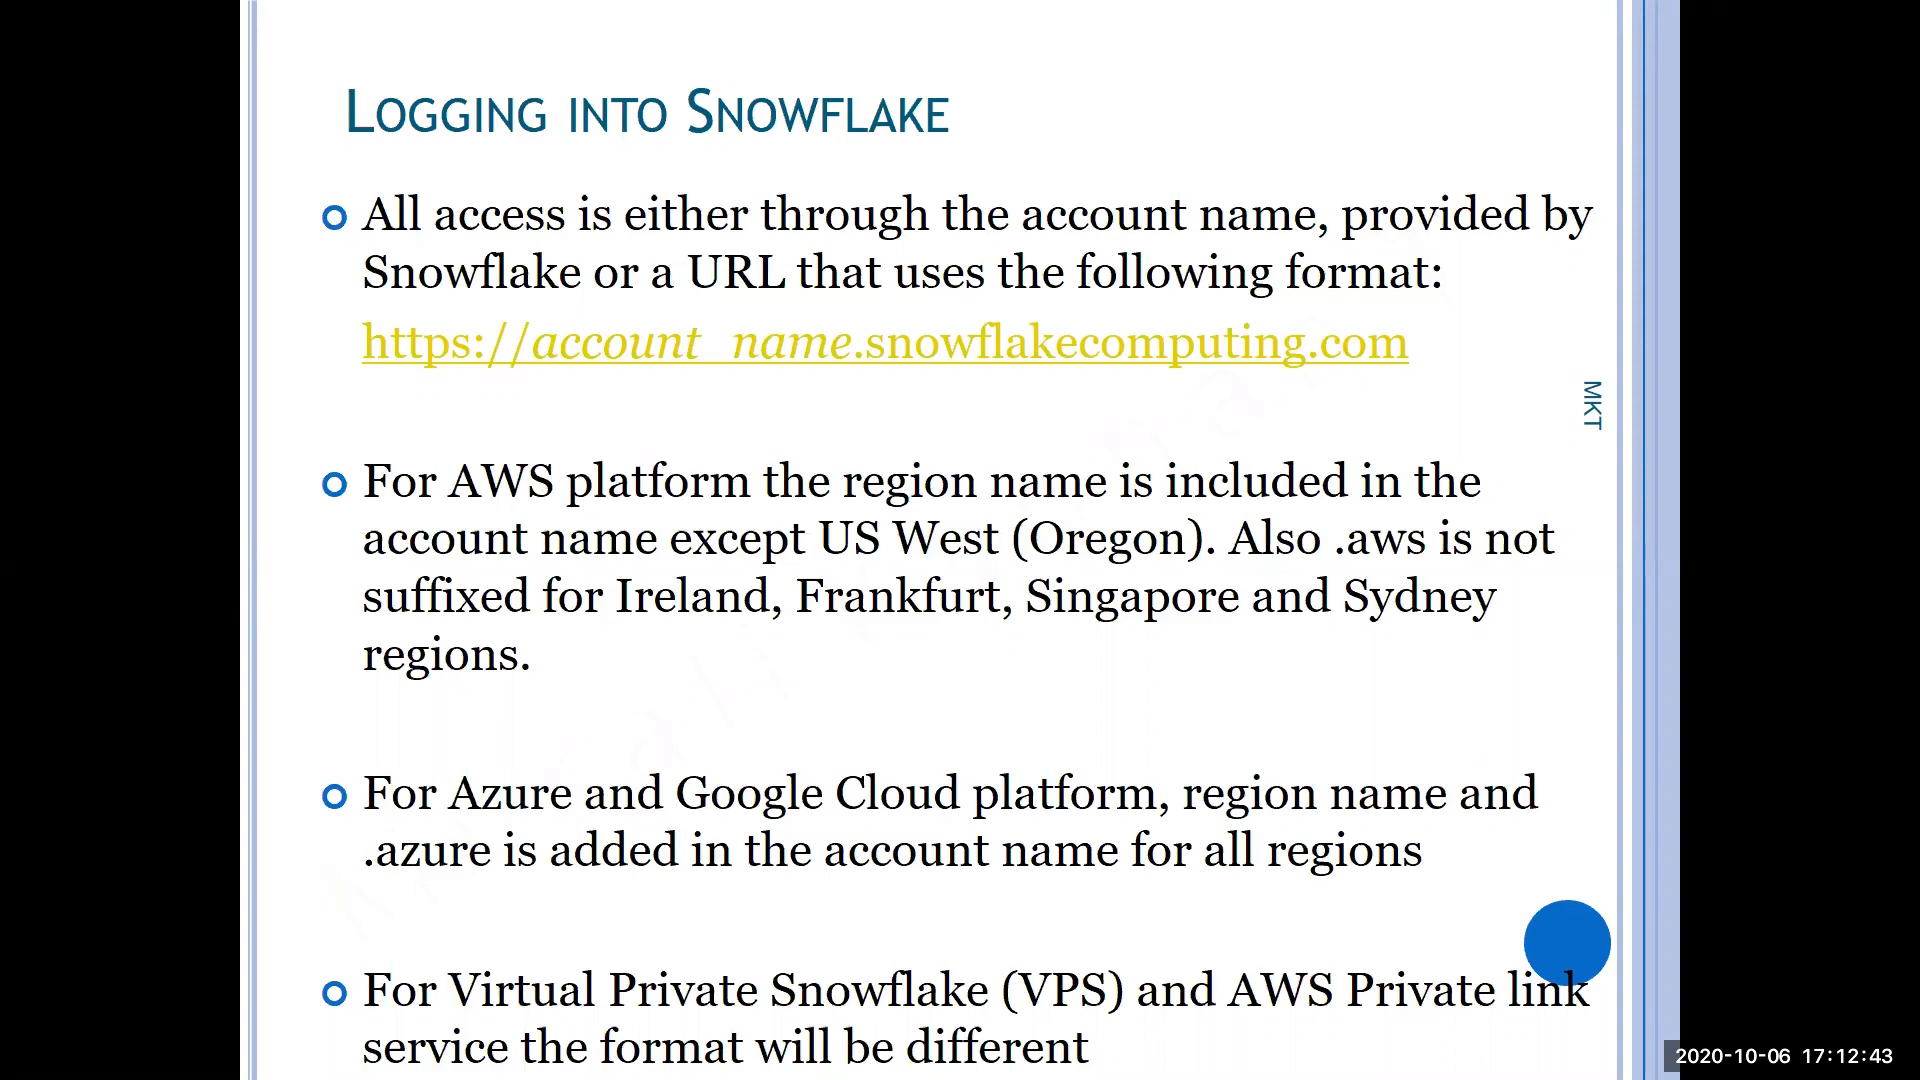 LOGGING INTO SNOWFLAKE
All access is either through the account name, provided by
Snowflake or a URL that uses the following format:
https://account_name.snowflakecomputing.com
MKT
For AWS platform the region name is included in the
account name except US West (Oregon). Also .aws is not
suffixed for Ireland, Frankfurt, Singapore and Sydney
regions.
For Azure and Google Cloud platform, region name and
.azure is added in the account name for all regions
For Virtual Private Snowflake (VPS) and AWS Private link
service the format will be different
2020-10-06 17:12:43